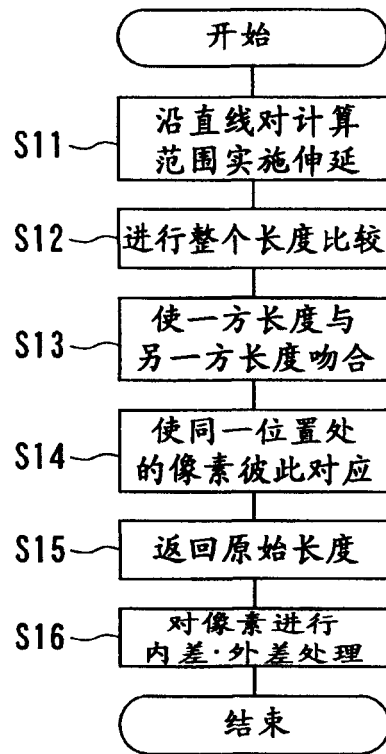 开始
S11
沿直线对计算
范围实施伸延
S12
进行整个长度比较
S13
使一方长度与
另一方长度吻合
S14
使同一位置处
的像素彼此对应
S15
返回原始长度
S16
对像素进行
内差·外差处理
结束